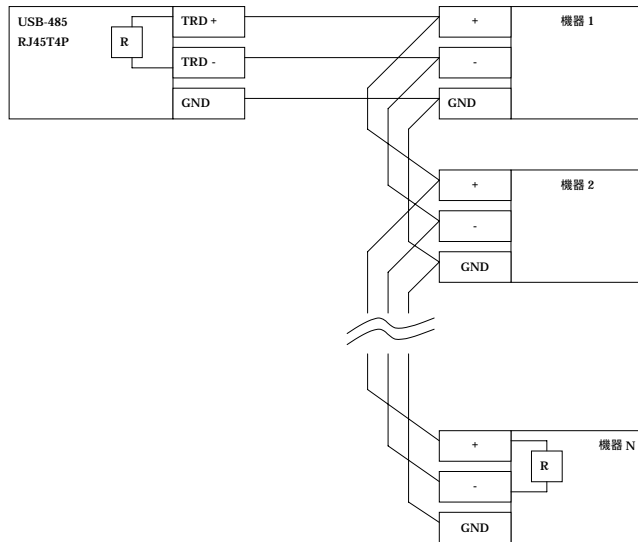 USB-485
RJ45T4P
R
TRD +
TRD -
GND
+
-
GND
機器 1
+
-
GND
機器 2
+
-
GND
R
機器 N